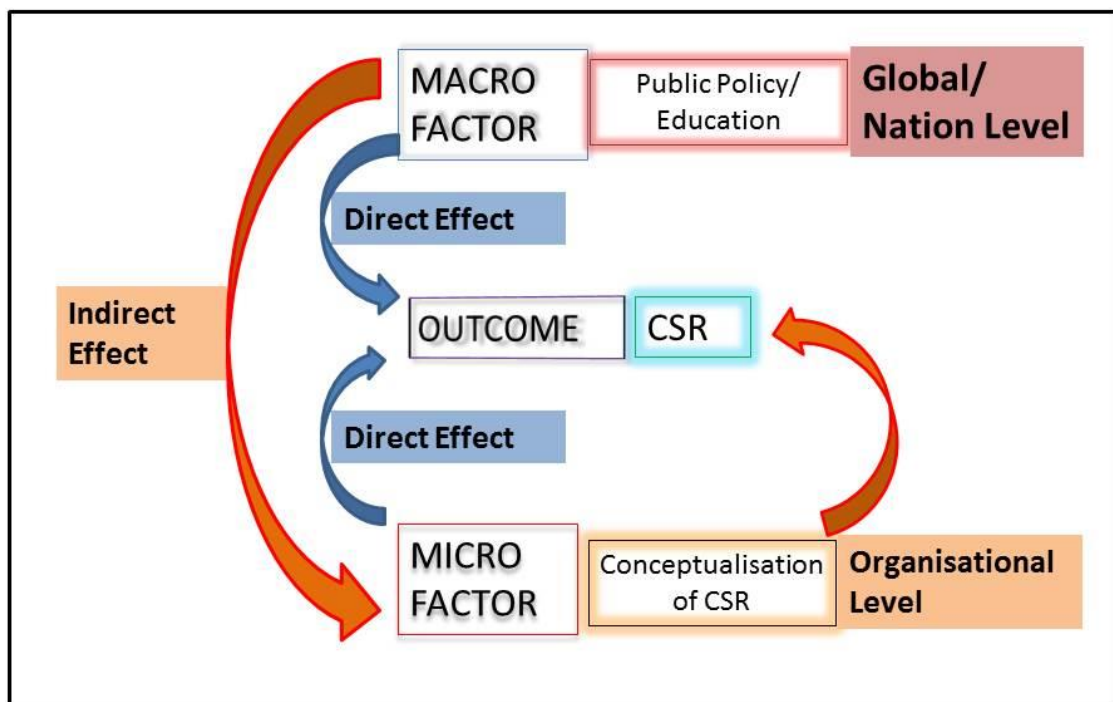 MACRO
FACTOR
Public Policy/
Education
Global/
Nation Level
Direct Effect
Indirect
Effect
OUTCOME
CSR
Direct Effect
MICRO
FACTOR
Conceptualisation
of CSR
Organisational
Level